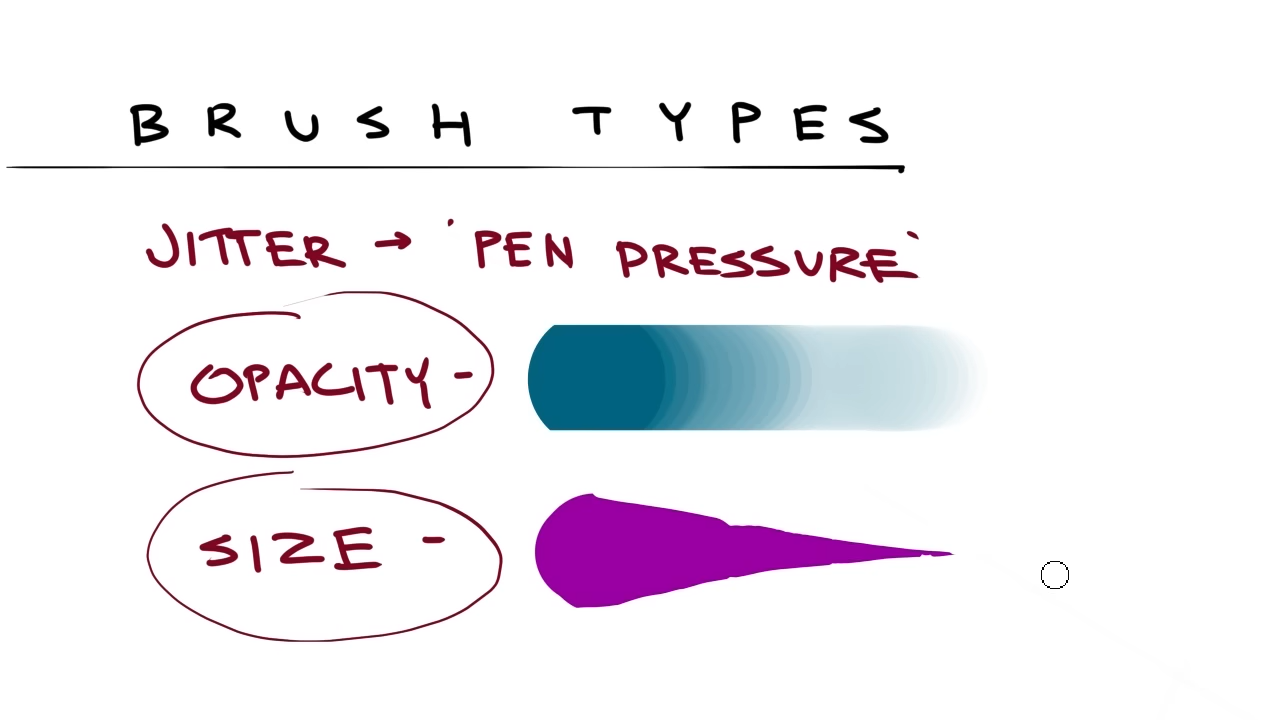 BRUSH TYPES
JITTER → 'PEN PRESSURE'
OPACITY -
SIZE -